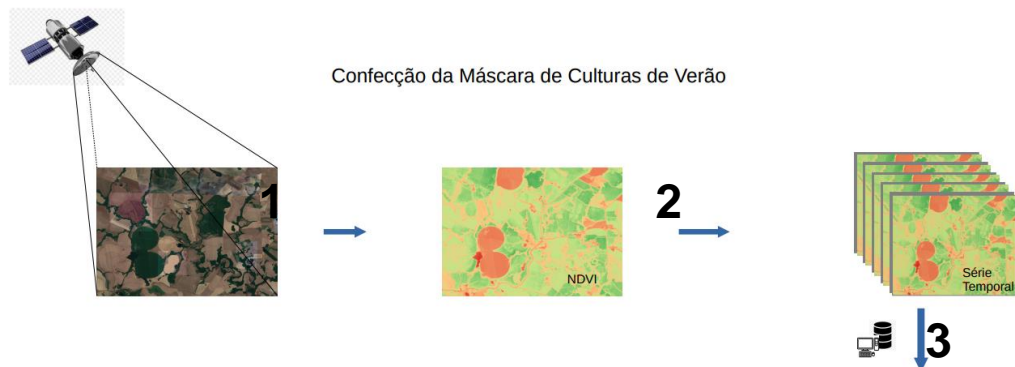 Confecção da Máscara de Culturas de Verão
1
2
NDVI
Série
Temporal
3